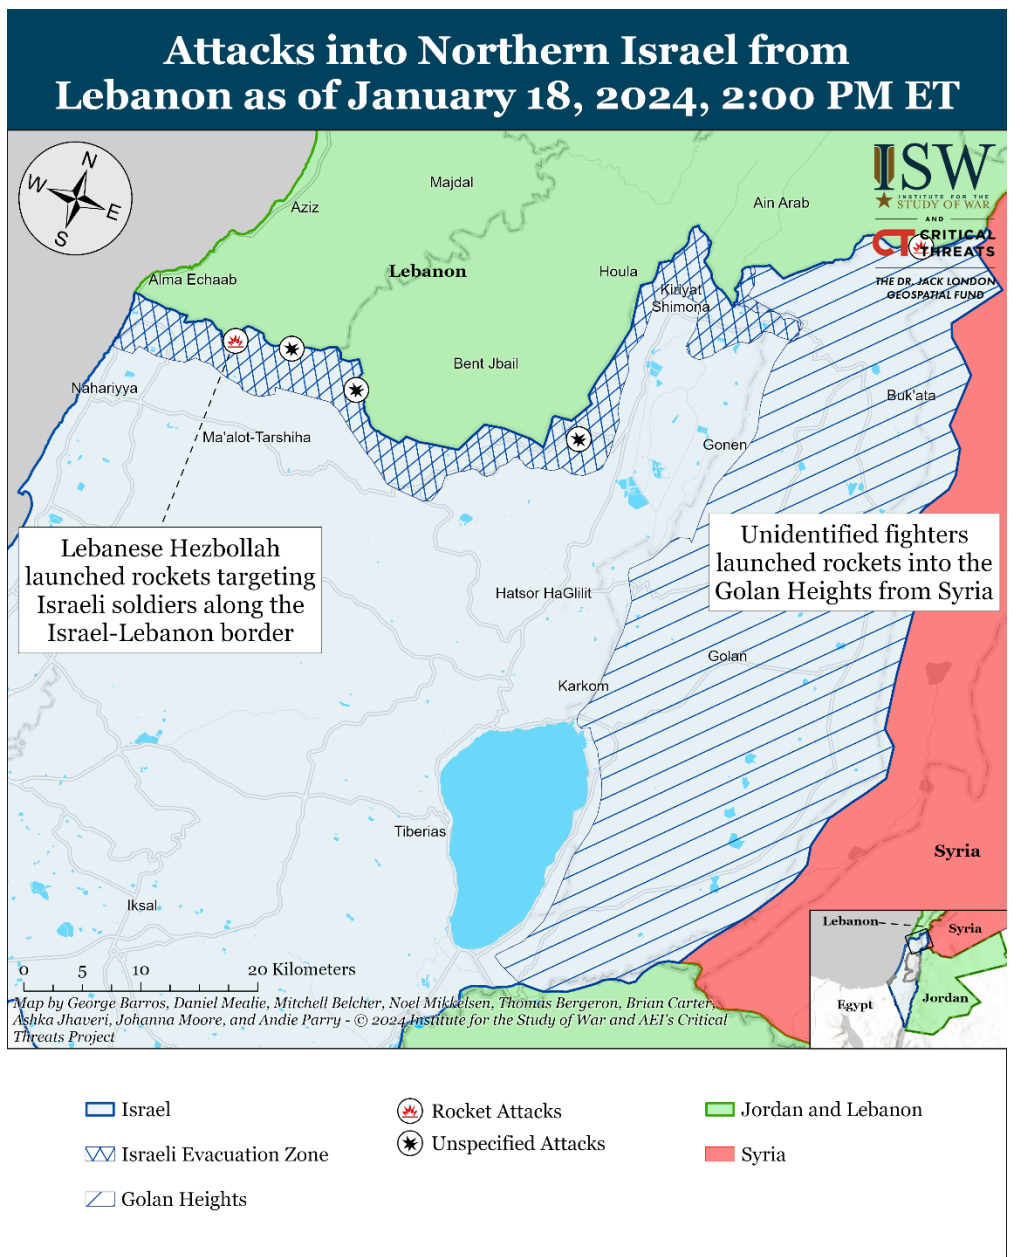 Attacks into Northern Israel from
Lebanon as of January 18, 2024, 2:00 PM ET
N
W
E
S
Majdal
Aziz
Ain Arab
ISW
INSTITUTE FOR THE
STUDY OF WAR
AND
CT CRITICAL
THREATS
THE DR. JACK LONDON
GEOSPATIAL FUND
Lebanon
Houla
Alma Echaab
Kiriyat
Shimona
Bent Jbail
Nahariyya
Buk'ata
Ma'alot-Tarshiha
Gonen
Lebanese Hezbollah
launched rockets targeting
Israeli soldiers along the
Israel-Lebanon border
Unidentified fighters
launched rockets into the
Golan Heights from Syria
Hatsor HaGlilit
Golan
Karkom
Tiberias
Syria
Iksal
0 5 10 20 Kilometers
Map by George Barros, Daniel Mealie, Mitchell Belcher, Noel Mikkelsen, Thomas Bergeron, Brian Carter,
Ashka Jhaveri, Johanna Moore, and Andie Parry - © 2024 Institute for the Study of War and AEI's Critical
Threats Project
Lebanon
Syria
Egypt
Jordan
Israel
Israeli Evacuation Zone
Golan Heights
Rocket Attacks
Unspecified Attacks
Jordan and Lebanon
Syria